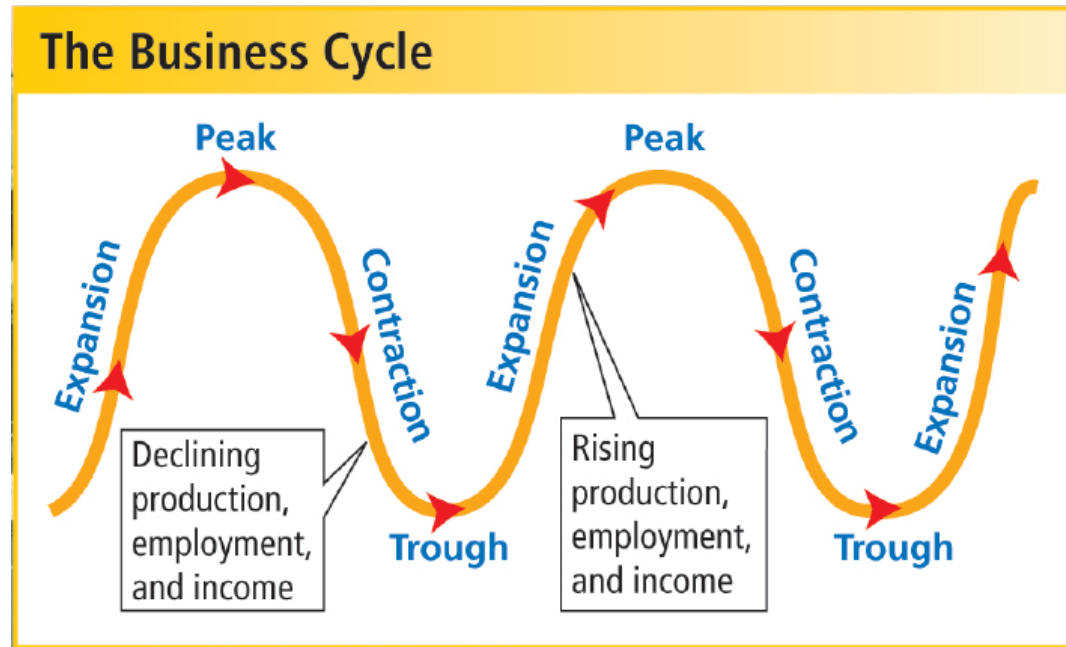 The Business Cycle
Peak
Peak
Expansion
Contraction
Expansion
Contraction
Expansion
Declining
production,
employment,
and income
Trough
Rising
production,
employment,
and income
Trough